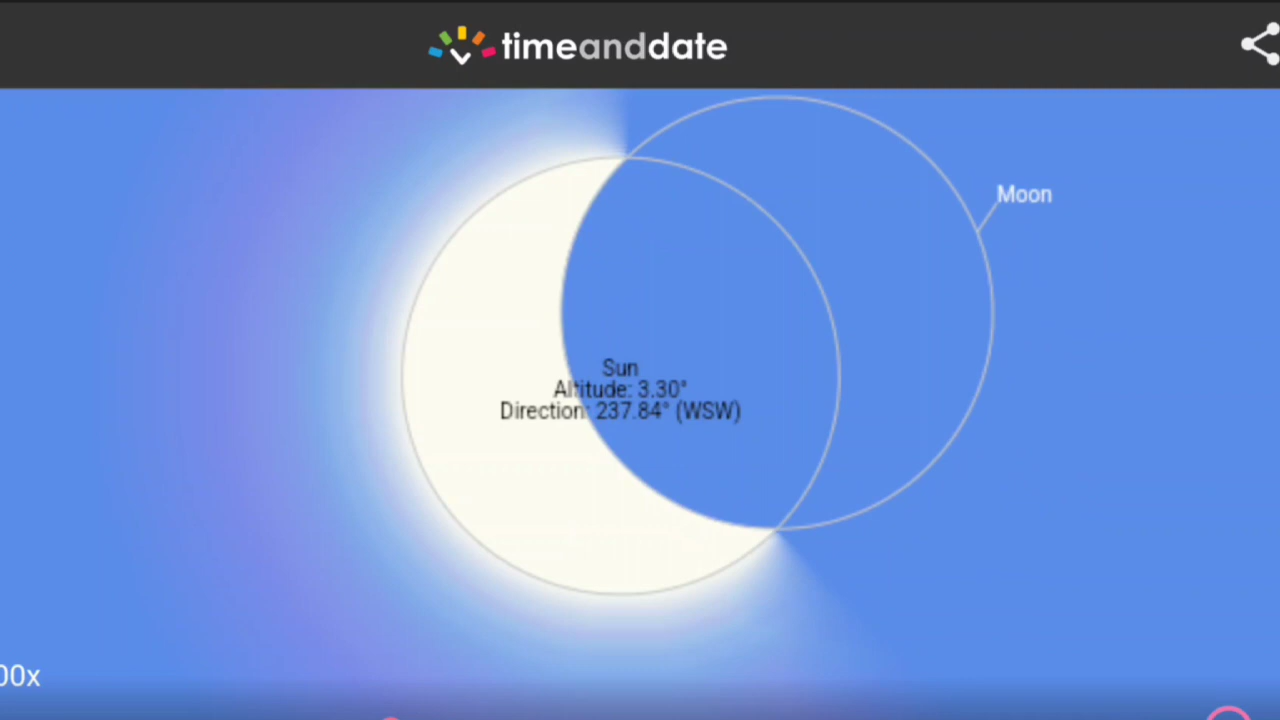 timeanddate
Moon
Sun
Altitude: 3.30°
Direction: 237.84° (WSW)
00x